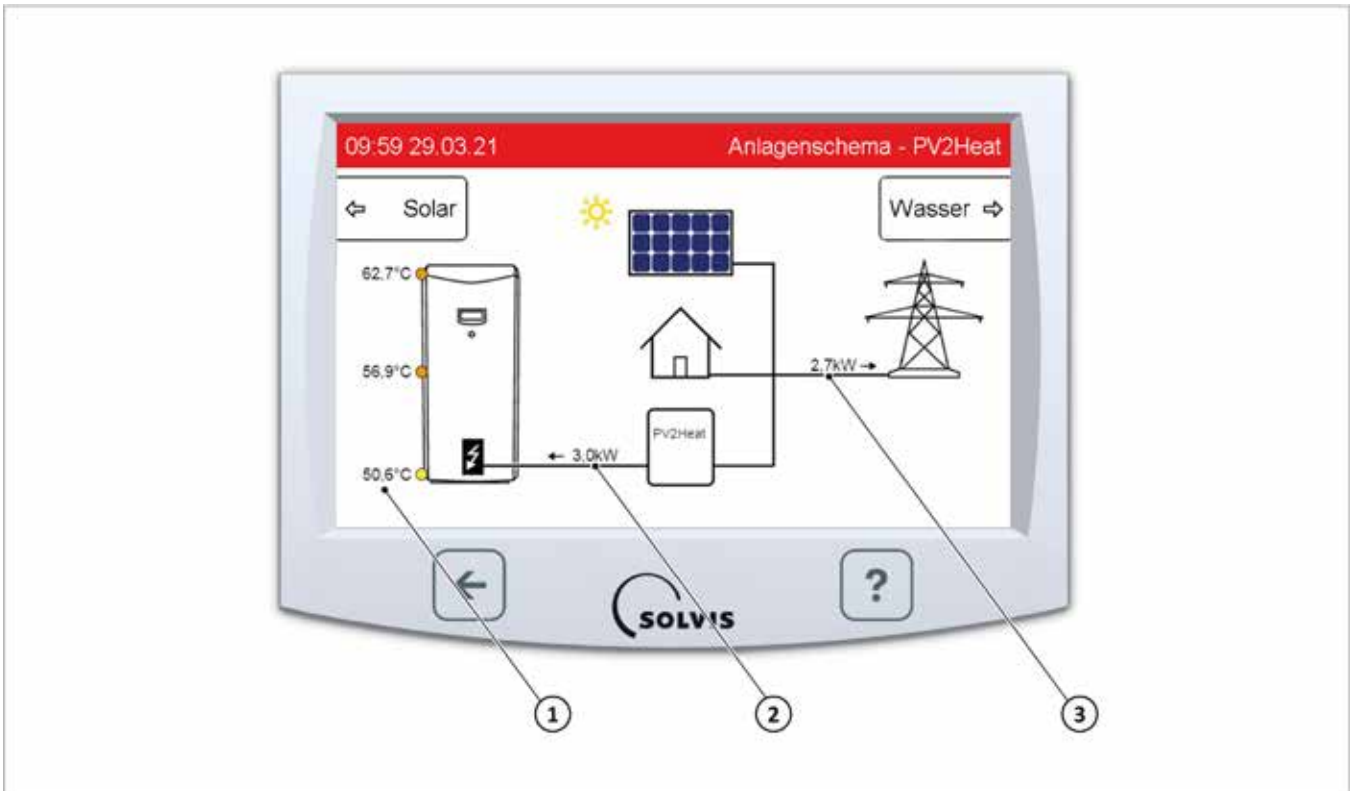 09:59 29.03.21
Anlagenschema - PV2Heat
⇦ Solar
Wasser ⇨
62,7°C
56,9°C
2,7kW →
PV2Heat
← 3,0kW
50,6°C
←
?
SOLVIS
1
2
3